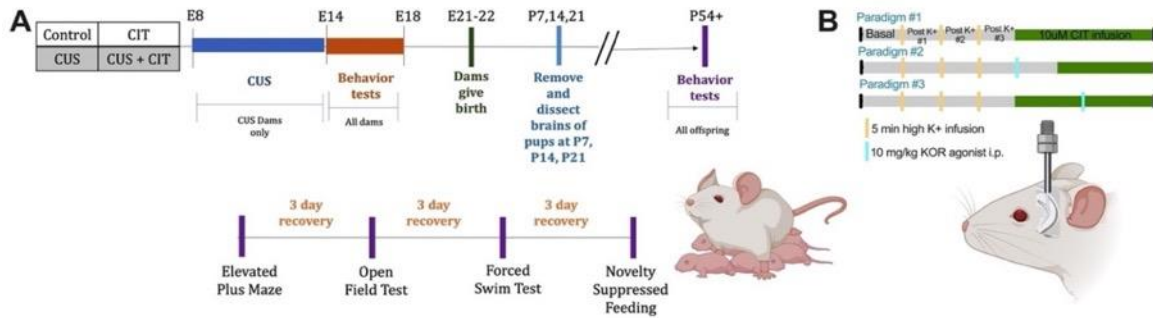 A
Control CIT
CUS CUS + CIT
E8 E14 E18 E21-22 P7,14,21 P54+
CUS
CUS Dams
only
Behavior
tests
All dams
Dams
give
birth
Remove
and
dissect
brains of
pups at P7,
P14, P21
Behavior
tests
All offspring
3 day
recovery
3 day
recovery
3 day
recovery
Elevated
Plus Maze
Open
Field Test
Forced
Swim Test
Novelty
Suppressed
Feeding
B
Paradigm #1
Basal
Post K+
#1
Post K+
#2
Post K+
#3
10uM CIT infusion
Paradigm #2
Paradigm #3
5 min high K+ infusion
10 mg/kg KOR agonist i.p.